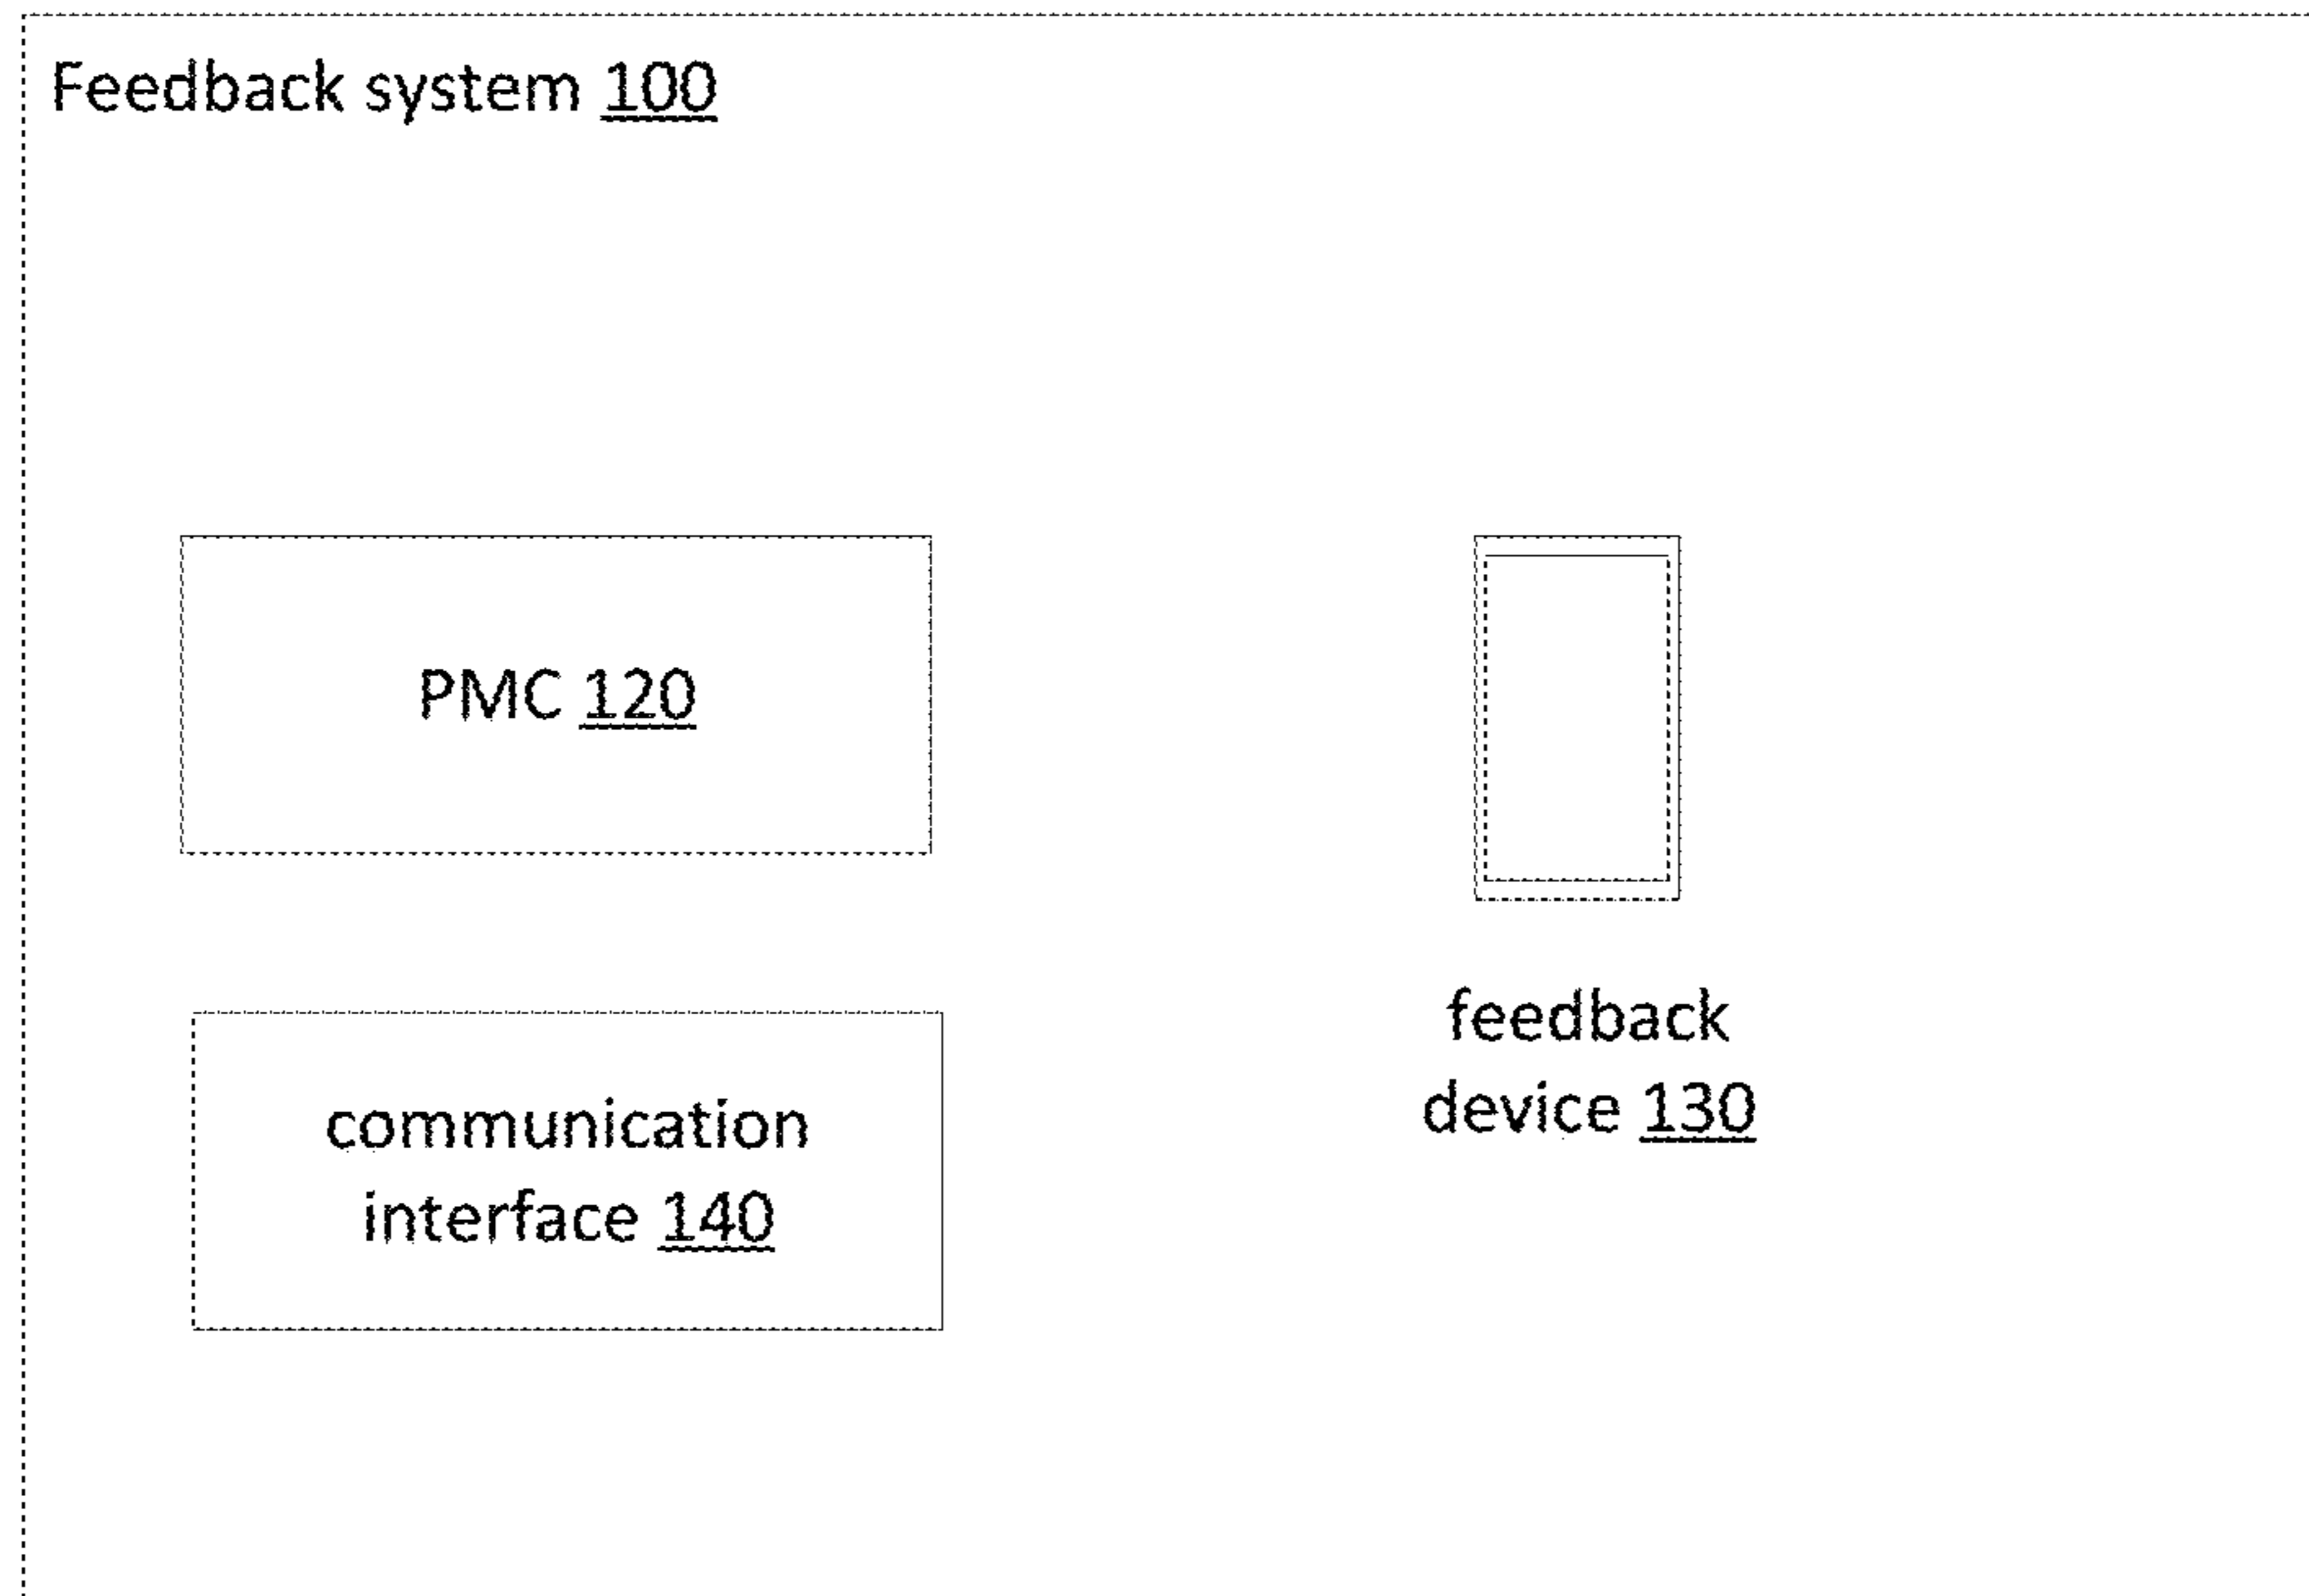 Feedback system 100
PMC 120
communication
interface 140
feedback
device 130